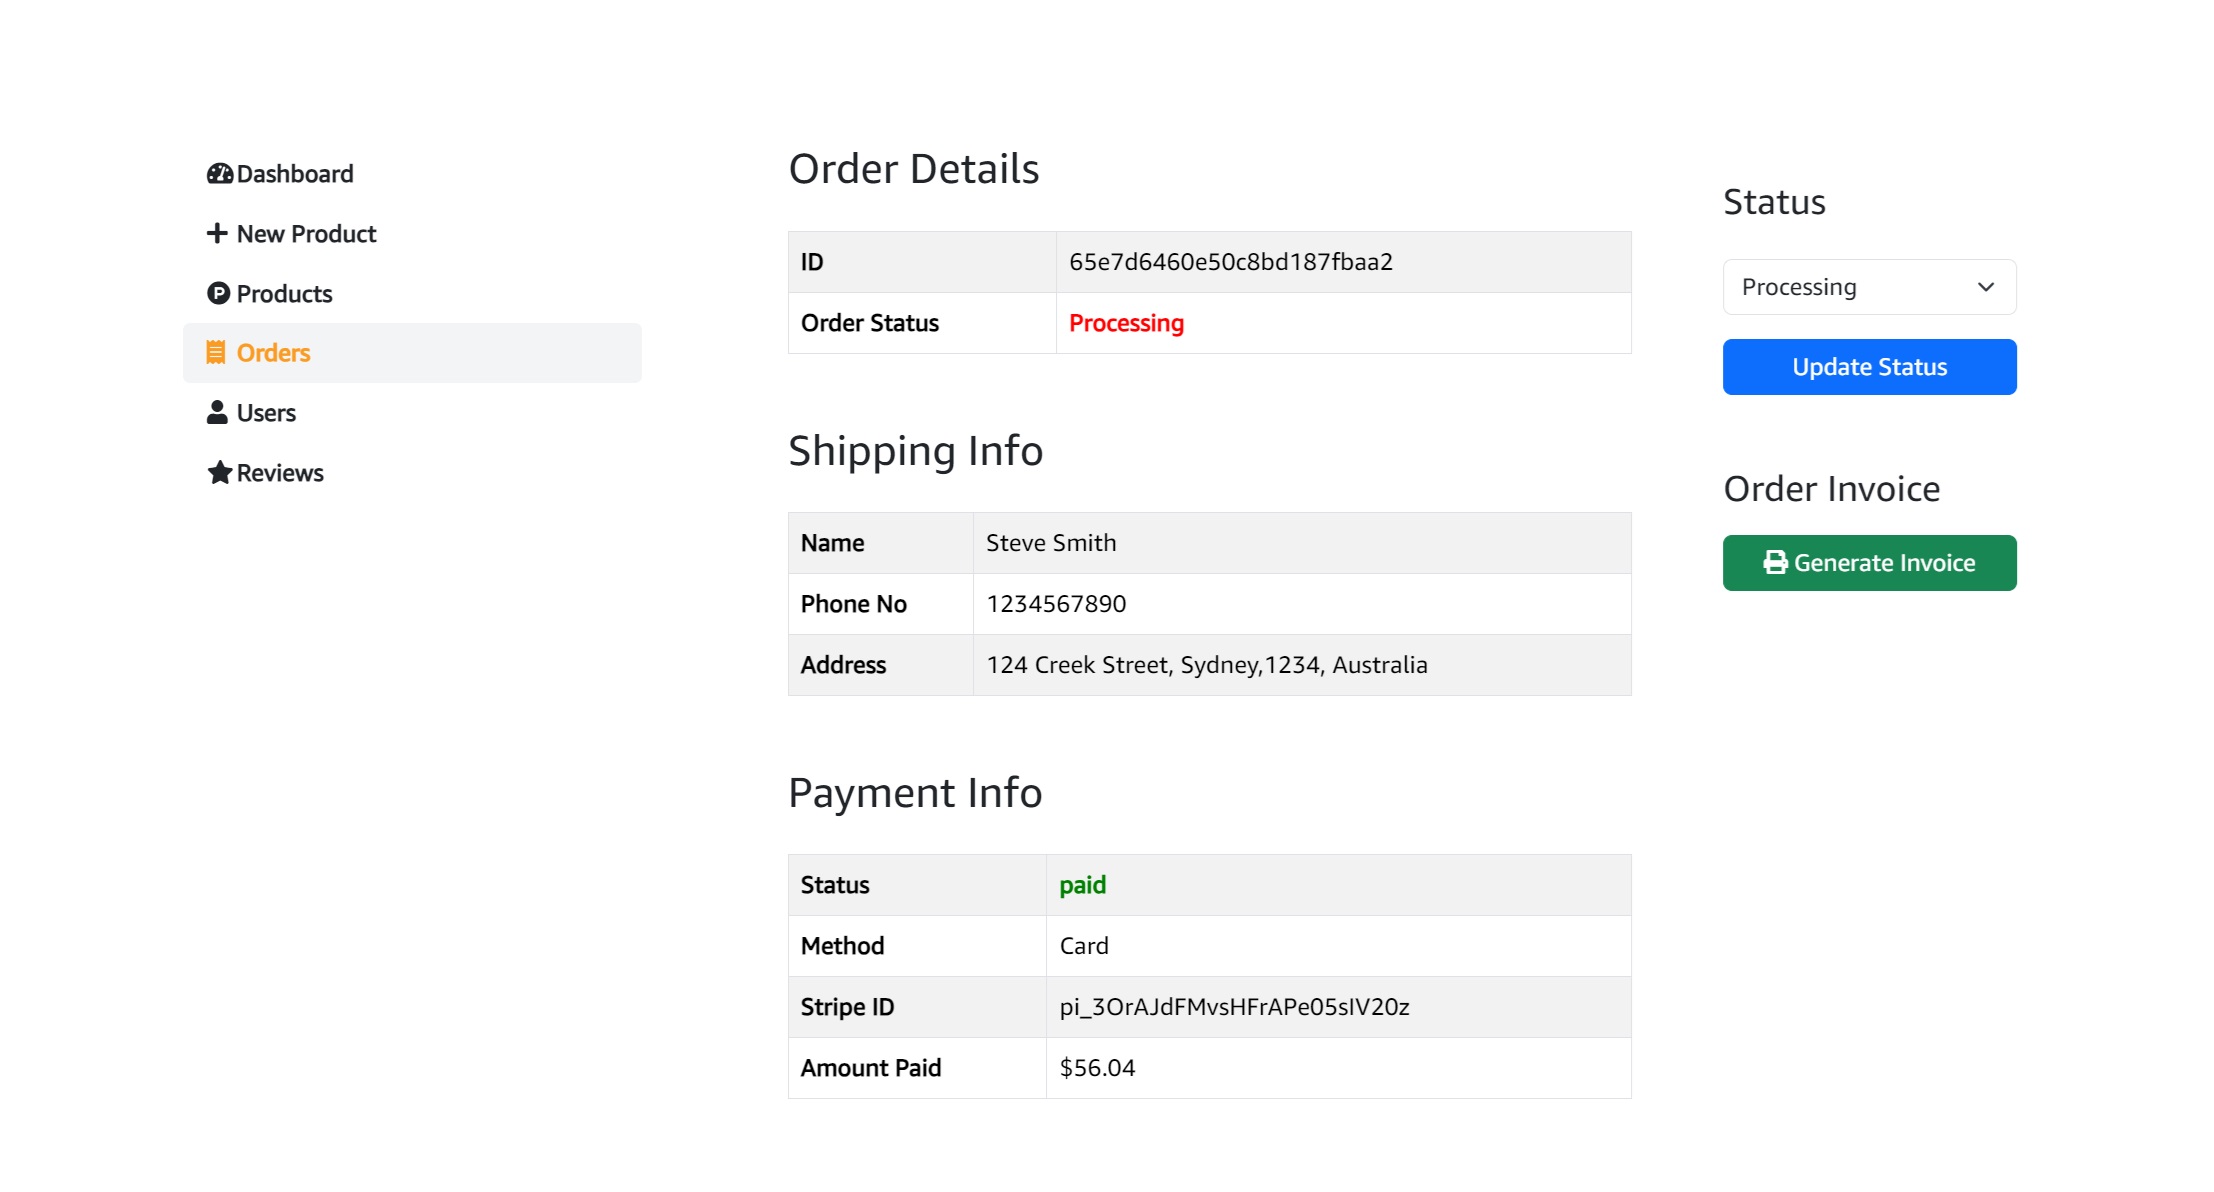 Dashboard
New Product
Products
Orders
Users
Reviews
Order Details
ID 65e7d6460e50c8bd187fbaa2
Order Status Processing
Shipping Info
Name Steve Smith
Phone No 1234567890
Address 124 Creek Street, Sydney,1234, Australia
Payment Info
Status paid
Method Card
Stripe ID pi_3OrAJdFMvsHFrAPe05sIV20z
Amount Paid $56.04
Status
Processing
Update Status
Order Invoice
Generate Invoice